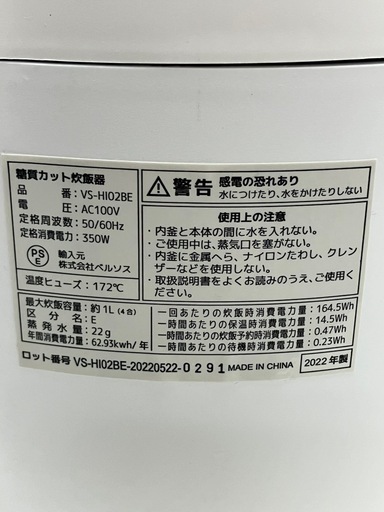 糖質カット炊飯器
品 番: VS-HI02BE
電 圧: AC100V
定格周波数: 50/60Hz
定格消費電力: 350W
PS
E
輸入元
株式会社ベルソス
温度ヒューズ: 172℃
警告 感電の恐れあり
水につけたり、水をかけたりしない
使用上の注意
・内釜と本体の間に水を入れない。
・ご使用中は、蒸気口を塞がない。
・内釜に金属へら、ナイロンたわし、クレンザーなどを使用しない。
・取扱説明書をよくお読みのうえ、ご使用ください。
最大炊飯容量: 約1L(4合)
区 分 名: E
蒸発水量: 22g
年間消費電力量: 62.93kwh/年
一回あたりの炊飯時消費電力量: 164.5Wh
一時間あたりの保温時消費電力量: 14.5Wh
一時間あたりの炊飯予約時消費電力量: 0.47Wh
一時間あたりの待機時消費電力量: 0.23Wh
ロット番号 VS-HI02BE-20220522-0291 MADE IN CHINA 2022年製